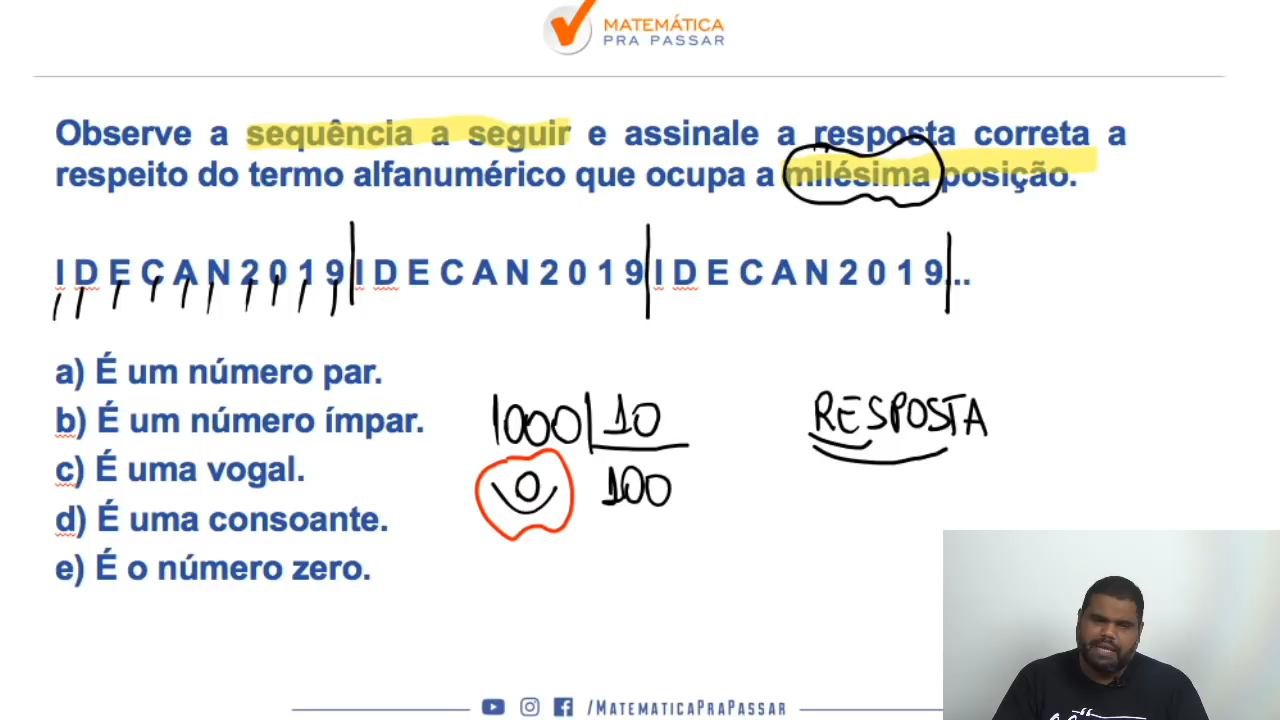 MATEMÁTICA
PRA PASSAR
Observe a sequência a seguir e assinale a resposta correta a
respeito do termo alfanumérico que ocupa a milésima posição.
I D E C A N 2 0 1 9 I D E C A N 2 0 1 9 I D E C A N 2 0 1 9...
a) É um número par.
b) É um número ímpar.
c) É uma vogal.
d) É uma consoante.
e) É o número zero.
1000 10
0 100
RESPOSTA
/MATEMATICAPRAPASSAR